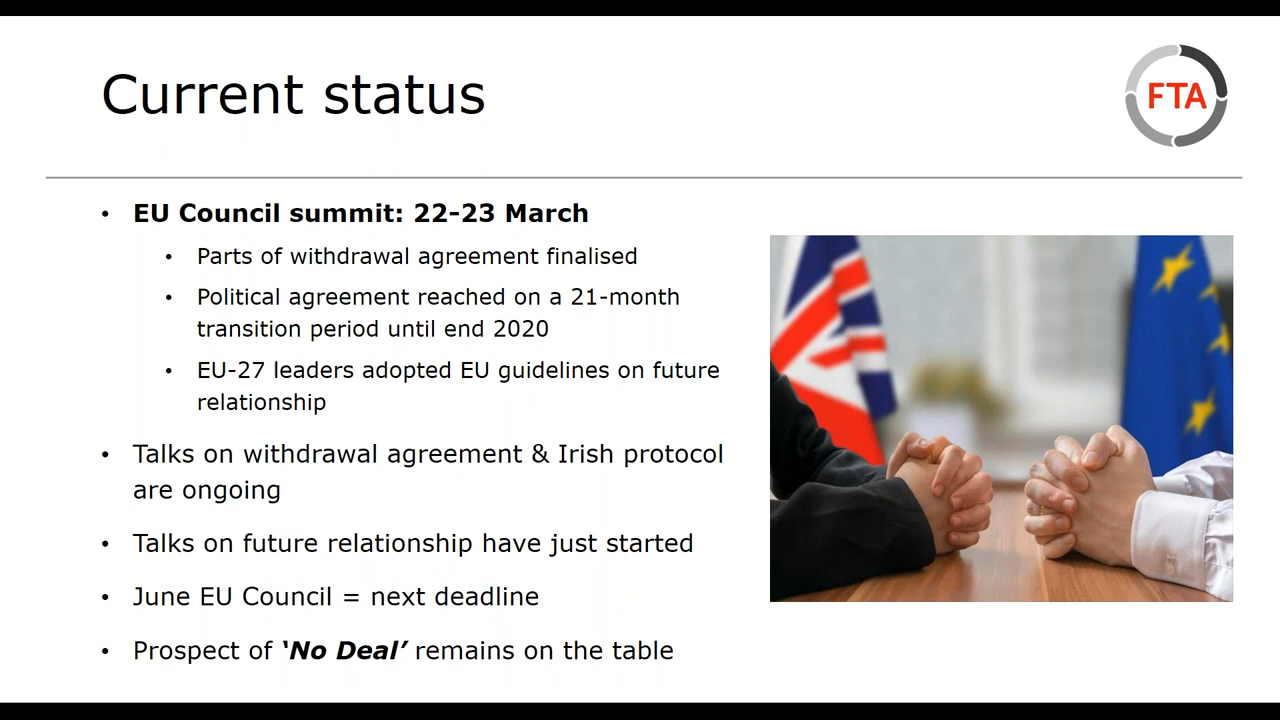 Current status
FTA
• EU Council summit: 22-23 March
• Parts of withdrawal agreement finalised
• Political agreement reached on a 21-month
transition period until end 2020
• EU-27 leaders adopted EU guidelines on future
relationship
• Talks on withdrawal agreement & Irish protocol
are ongoing
• Talks on future relationship have just started
• June EU Council = next deadline
• Prospect of ‘No Deal’ remains on the table